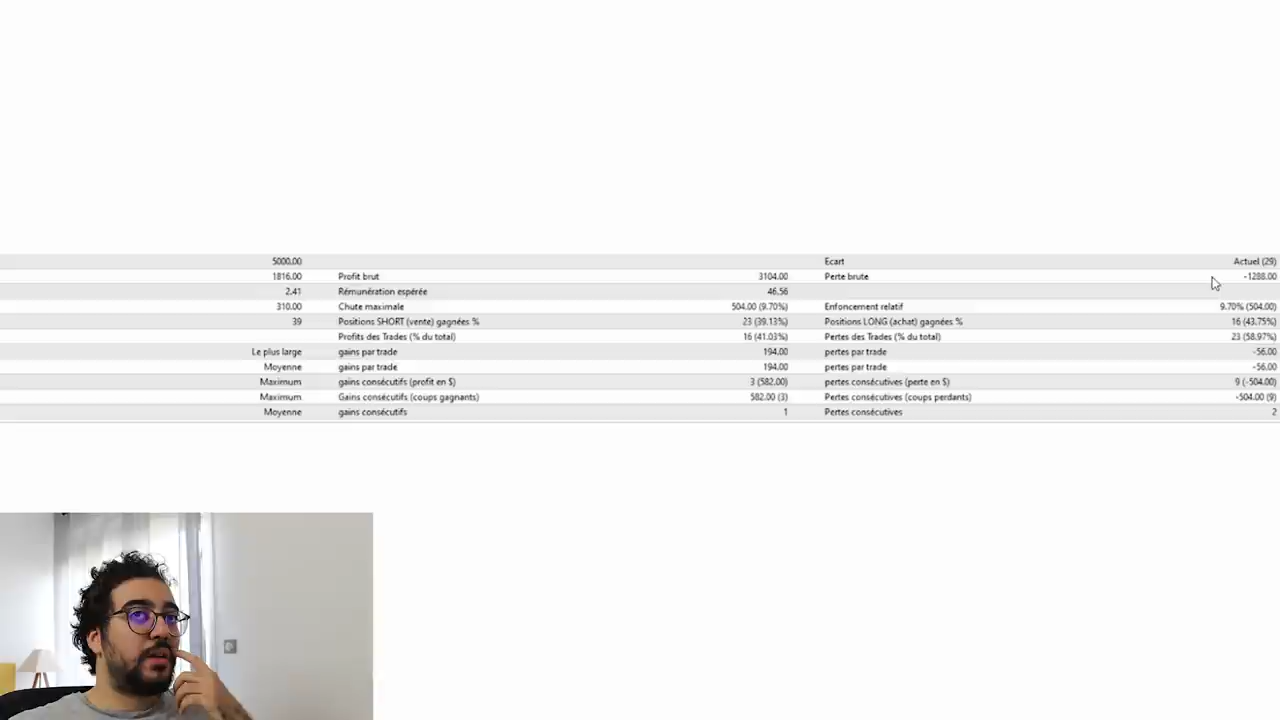 5000.00 Ecart Actuel (29)
1816.00 Profit brut 3104.00 Perte brute -1288.00
2.41 Rémunération espérée 46.56
310.00 Chute maximale 504.00 (9.70%) Enfoncement relatif 9.70% (504.00)
39 Positions SHORT (vente) gagnées % 23 (39.13%) Positions LONG (achat) gagnées % 16 (43.75%)
Profits des Trades (% du total) 16 (41.03%) Pertes des Trades (% du total) 23 (58.97%)
Le plus large gains par trade 194.00 pertes par trade -56.00
Moyenne gains par trade 194.00 pertes par trade -56.00
Maximum gains consécutifs (profit en $) 3 (582.00) pertes consécutives (perte en $) 9 (-504.00)
Maximum Gains consécutifs (coups gagnants) 582.00 (3) Pertes consécutives (coups perdants) -504.00 (9)
Moyenne gains consécutifs 1 Pertes consécutives 2